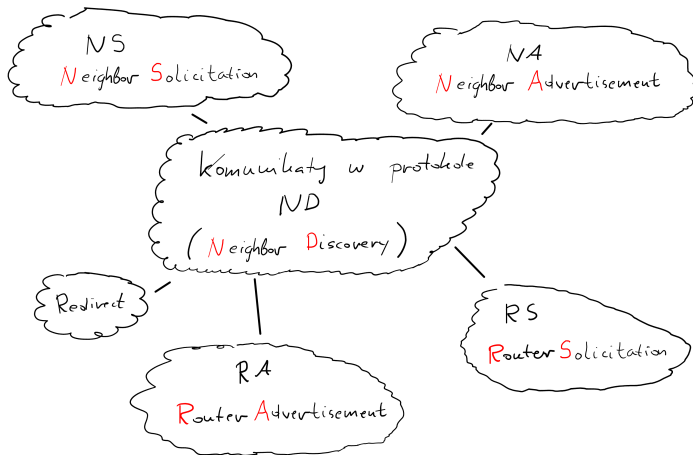 NS
Neighbor Solicitation
NA
Neighbor Advertisement
Komunikaty w protokole
ND
(Neighbor Discovery)
Redirect
RS
Router Solicitation
RA
Router Advertisement